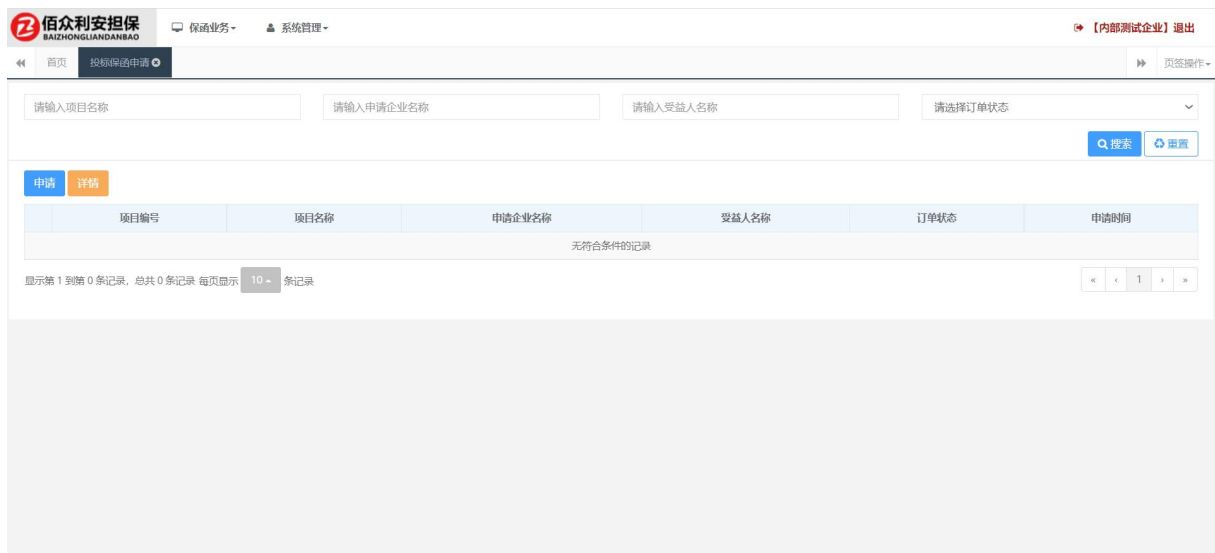 佰众利安担保
BAIZHONGLIANDANBAO
保函业务 系统管理 【内部测试企业】退出
首页 投标保函申请 页签操作
请输入项目名称 请输入申请企业名称 请输入受益人名称 请选择订单状态
搜索 重置
申请 详情
项目编号 项目名称 申请企业名称 受益人名称 订单状态 申请时间
无符合条件的记录
显示第 1 到第 0 条记录，总共 0 条记录 每页显示 10 条记录 « ‹ 1 › »